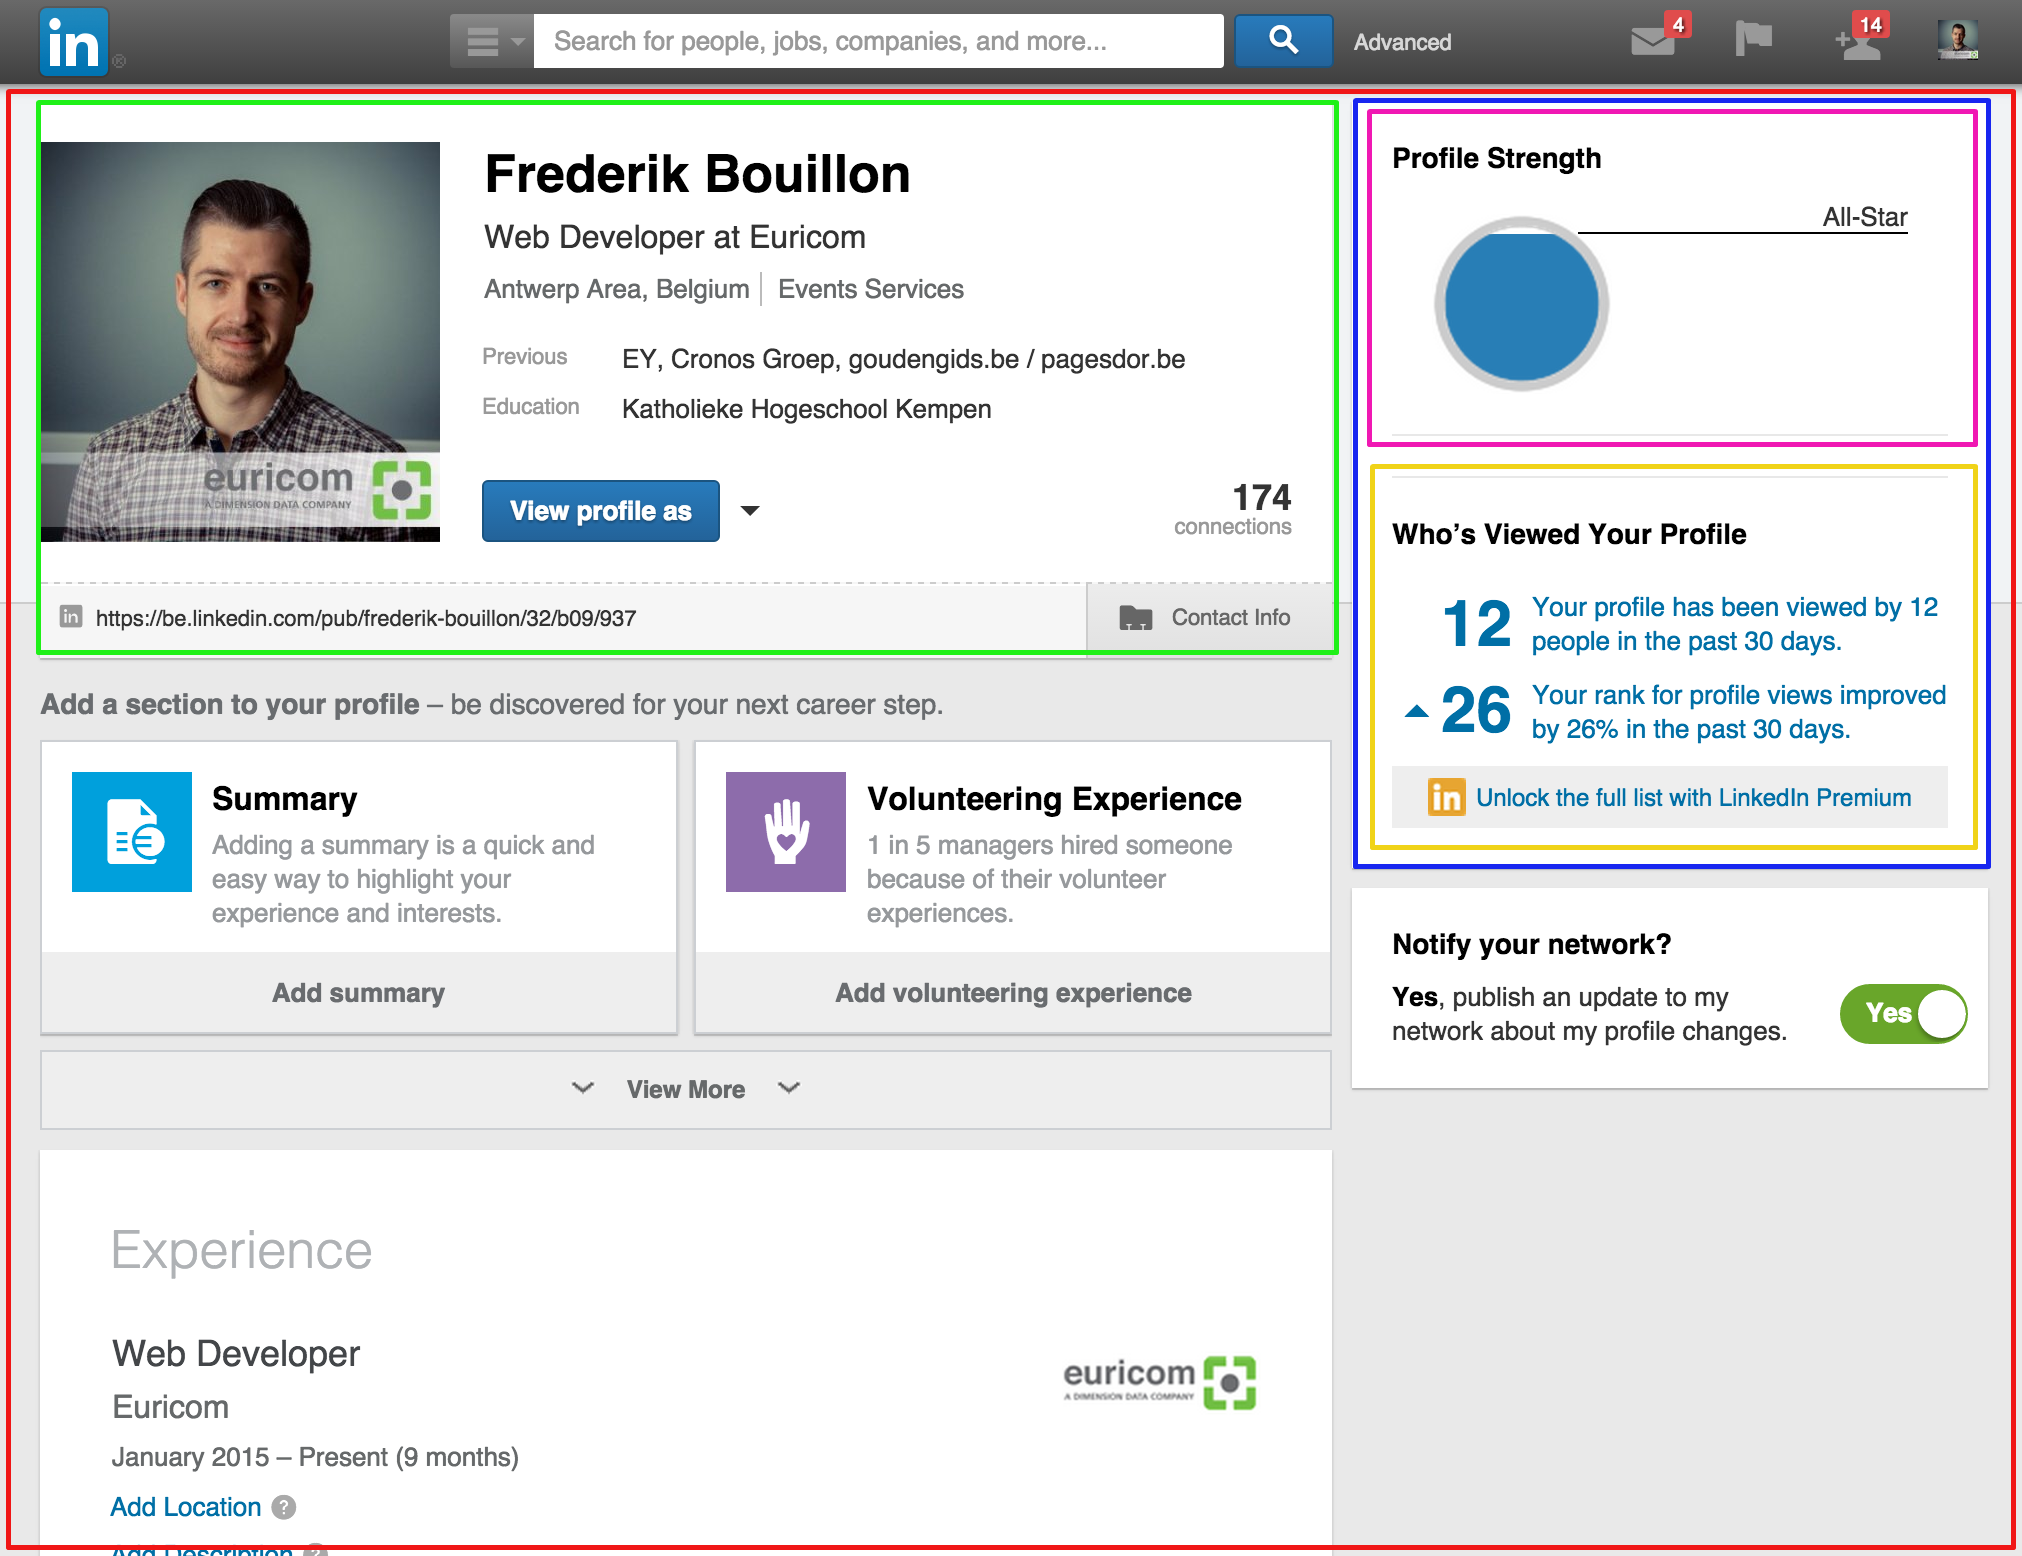 in ®
Search for people, jobs, companies, and more...
Advanced
4
14
Frederik Bouillon
Web Developer at Euricom
Antwerp Area, Belgium
Events Services
Previous
EY, Cronos Groep, goudengids.be / pagesdor.be
Education
Katholieke Hogeschool Kempen
euricom
A DIMENSION DATA COMPANY
View profile as
174
connections
in
https://be.linkedin.com/pub/frederik-bouillon/32/b09/937
Contact Info
Profile Strength
All-Star
Who's Viewed Your Profile
12
Your profile has been viewed by 12
people in the past 30 days.
26
Your rank for profile views improved
by 26% in the past 30 days.
in
Unlock the full list with LinkedIn Premium
Add a section to your profile – be discovered for your next career step.
Summary
Adding a summary is a quick and
easy way to highlight your
experience and interests.
Add summary
Volunteering Experience
1 in 5 managers hired someone
because of their volunteer
experiences.
Add volunteering experience
Notify your network?
Yes, publish an update to my
network about my profile changes.
Yes
View More
Experience
Web Developer
Euricom
January 2015 – Present (9 months)
euricom
A DIMENSION DATA COMPANY
Add Location ?
Add Description ?